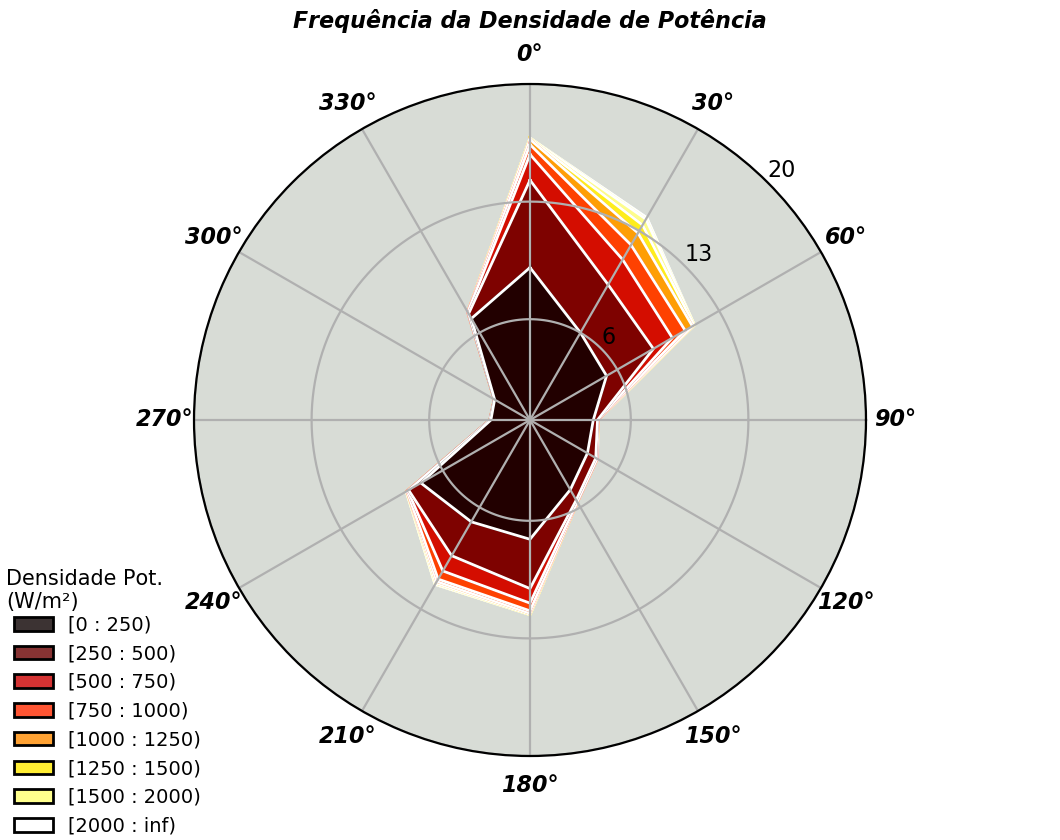 Frequência da Densidade de Potência
0°
30°
60°
90°
120°
150°
180°
210°
240°
270°
300°
330°
6
13
20
Densidade Pot.
(W/m²)
[0 : 250)
[250 : 500)
[500 : 750)
[750 : 1000)
[1000 : 1250)
[1250 : 1500)
[1500 : 2000)
[2000 : inf)